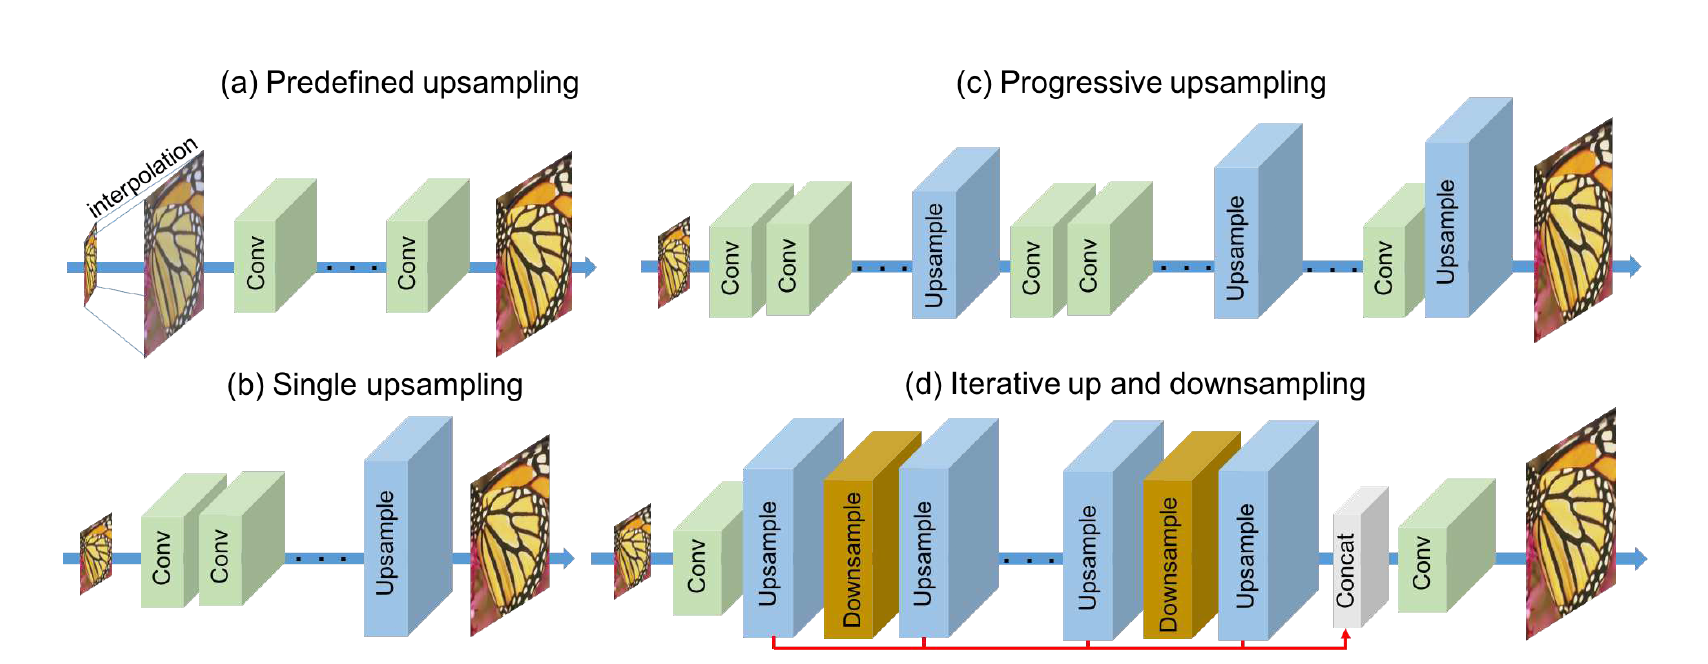 (a) Predefined upsampling
interpolation
Conv
. . .
Conv
(c) Progressive upsampling
Conv
Conv
. . .
Upsample
Conv
Conv
. . .
Upsample
. . .
Conv
Upsample
(b) Single upsampling
Conv
Conv
. . .
Upsample
(d) Iterative up and downsampling
Conv
Upsample
Downsample
Upsample
. . .
Upsample
Downsample
Upsample
Concat
Conv